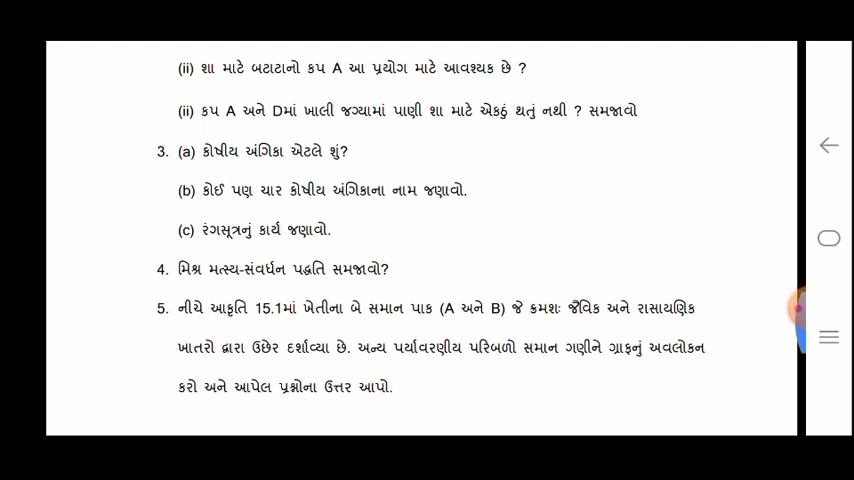 (ii) શા માટે બટાટાનો કપ A આ પ્રયોગ માટે આવશ્યક છે ?
(ii) કપ A અને Dમાં ખાલી જગ્યામાં પાણી શા માટે એકઠું થતું નથી ? સમજાવો
3. (a) કોષીય અંગિકા એટલે શું?
(b) કોઈ પણ ચાર કોષીય અંગિકાના નામ જણાવો.
(c) રંગસૂત્રનું કાર્ય જણાવો.
4. મિશ્ર મત્સ્ય-સંવર્ધન પદ્ધતિ સમજાવો?
5. નીચે આકૃતિ 15.1માં ખેતીના બે સમાન પાક (A અને B) જે ક્રમશઃ જૈવિક અને રાસાયણિક
ખાતરો દ્વારા ઉછેર દર્શાવ્યા છે. અન્ય પર્યાવરણીય પરિબળો સમાન ગણીને ગ્રાફનું અવલોકન
કરો અને આપેલ પ્રશ્નોના ઉત્તર આપો.